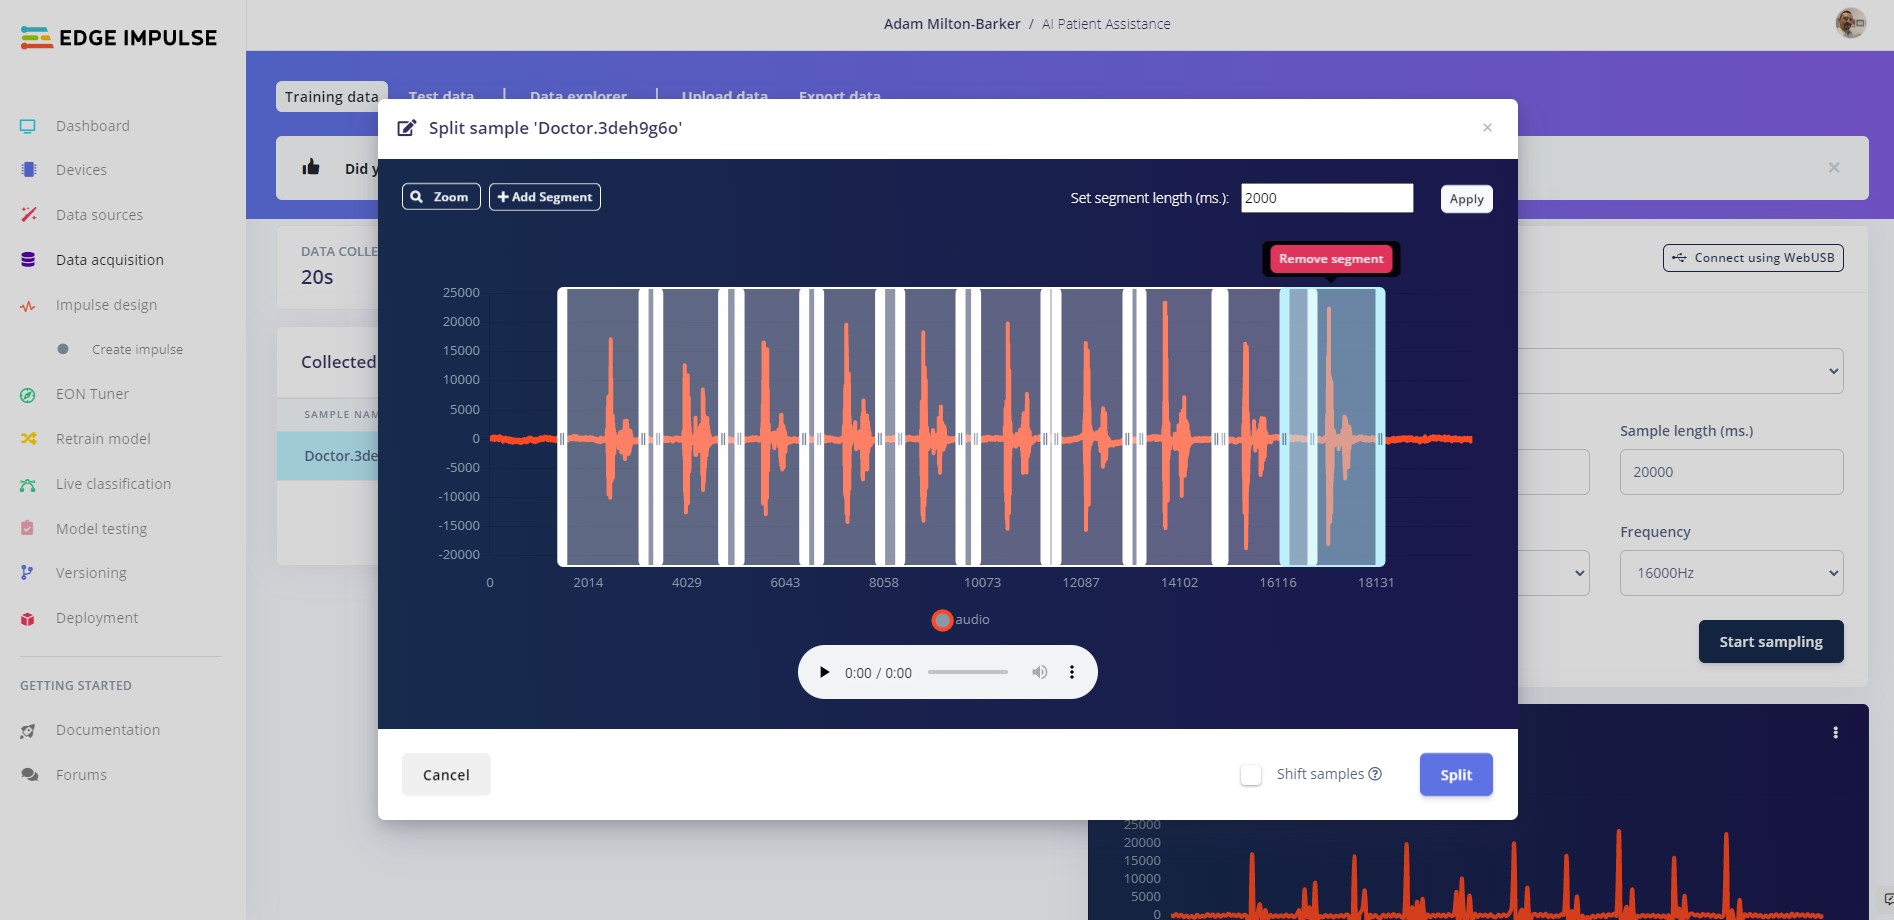 EDGE IMPULSE
Adam Milton-Barker / AI Patient Assistance
Dashboard
Devices
Data sources
Data acquisition
Impulse design
Create impulse
EON Tuner
Retrain model
Live classification
Model testing
Versioning
Deployment
GETTING STARTED
Documentation
Forums
Training data Test data | Data explorer | Upload data Export data
Did y
DATA COLLE
20s
Collected
SAMPLE NAM
Doctor.3de
Split sample 'Doctor.3deh9g6o'
×
Zoom
Add Segment
Set segment length (ms.): 2000 Apply
Remove segment
25000
20000
15000
10000
5000
0
-5000
-10000
-15000
-20000
0 2014 4029 6043 8058 10073 12087 14102 16116 18131
audio
0:00 / 0:00
Cancel
Shift samples
Split
×
Connect using WebUSB
Sample length (ms.)
20000
Frequency
16000Hz
Start sampling
25000
20000
15000
10000
5000
0